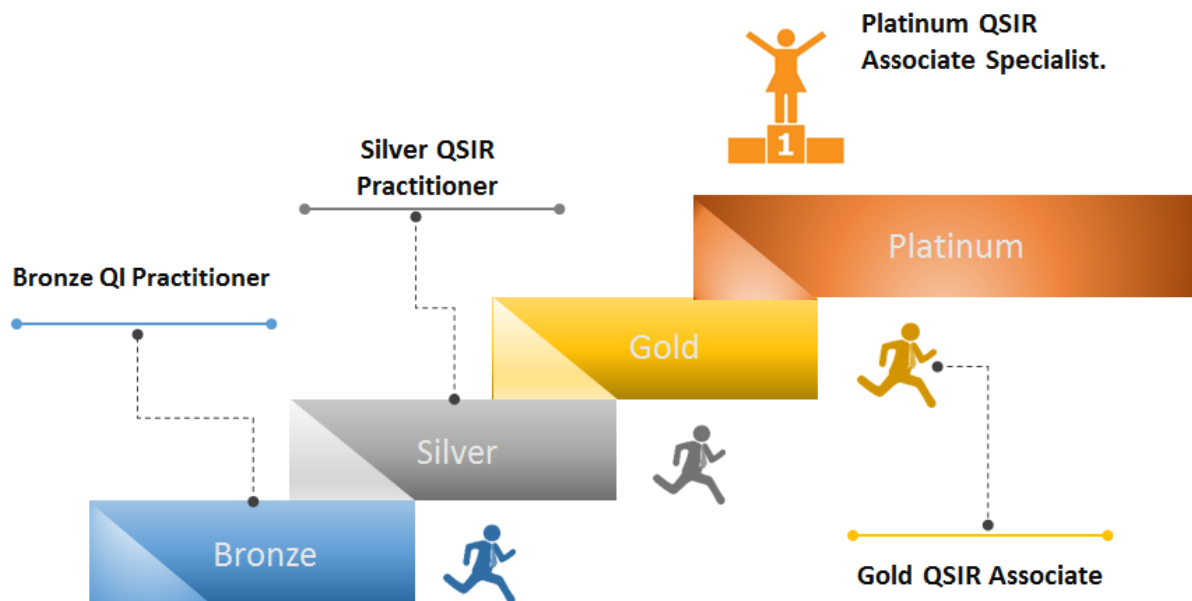 Platinum QSIR
Associate Specialist.
1
Silver QSIR
Practitioner
Platinum
Bronze QI Practitioner
Gold
Silver
Bronze
Gold QSIR Associate